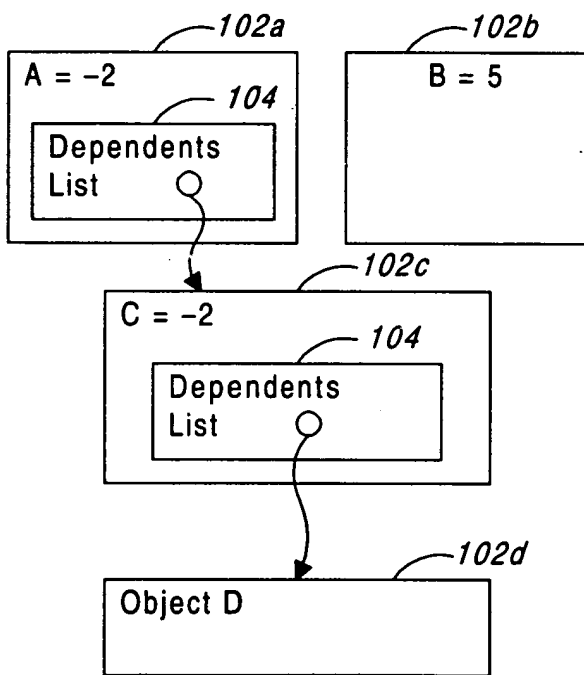 102a
102b
A = –2
B = 5
104
Dependents
List
102c
C = –2
104
Dependents
List
102d
Object D